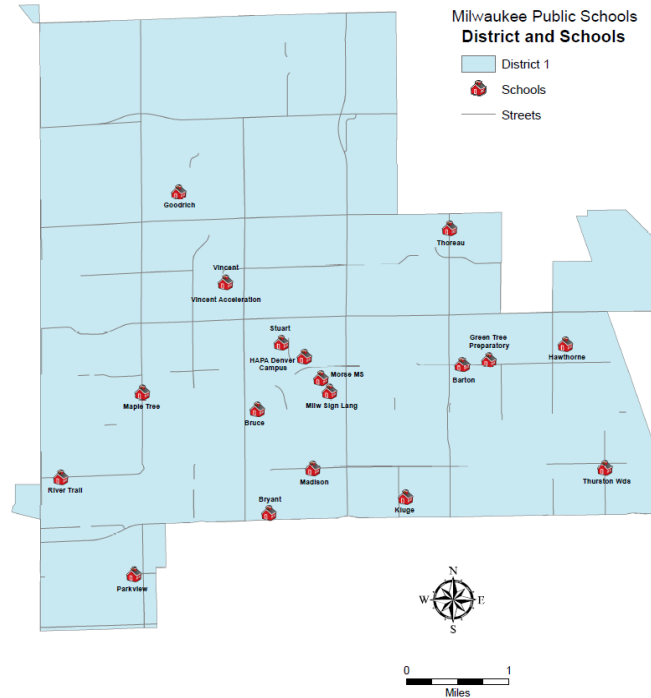 Milwaukee Public Schools
District and Schools
District 1
Schools
Streets
Goodrich
Thoreau
Vincent
Vincent Acceleration
Stuart
HAPA Denver
Campus
Morse MS
Milw Sign Lang
Green Tree
Preparatory
Barton
Hawthorne
Maple Tree
Bruce
River Trail
Madison
Thurston Wds
Bryant
Kluge
Parkview
N
W
E
S
0
1
Miles